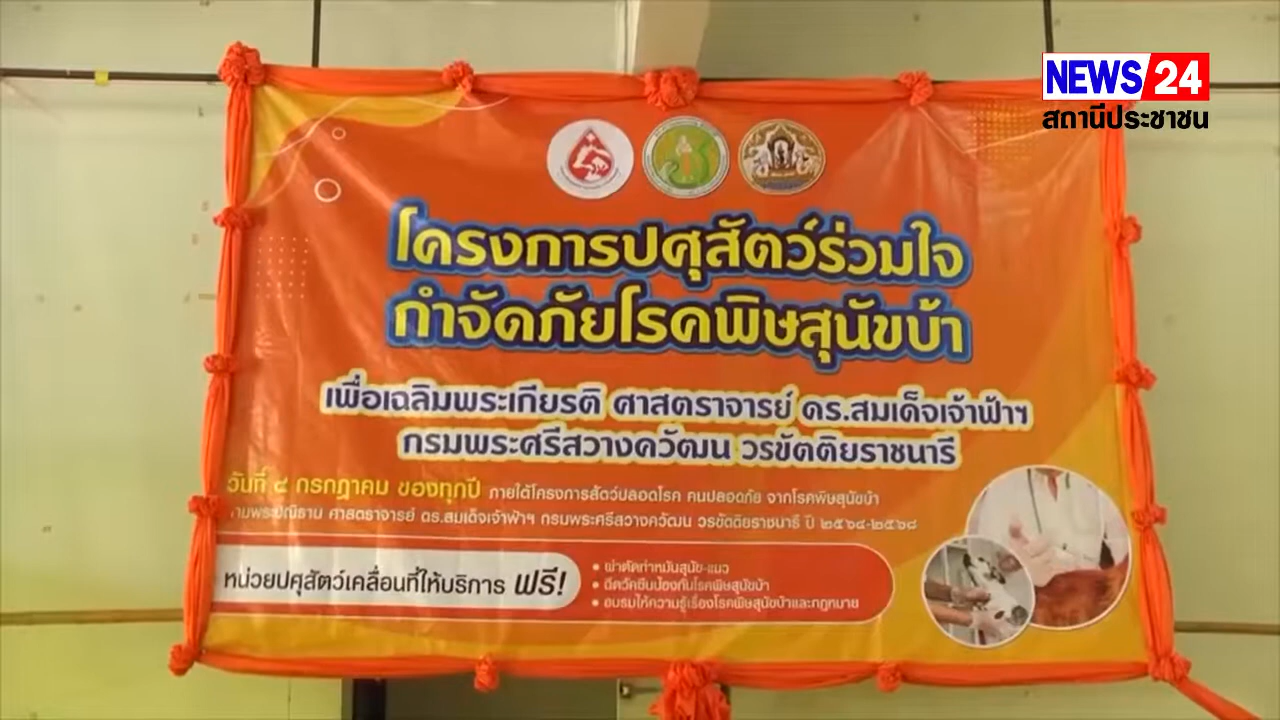 NEWS 24
สถานีประชาชน
โครงการปศุสัตว์ร่วมใจ
กำจัดภัยโรคพิษสุนัขบ้า
เพื่อเฉลิมพระเกียรติ ศาสตราจารย์ ดร.สมเด็จเจ้าฟ้าฯ
กรมพระศรีสวางควัฒน วรขัตติยราชนารี
วันที่ ๔ กรกฎาคม ของทุกปี ภายใต้โครงการสัตว์ปลอดโรค คนปลอดภัย จากโรคพิษสุนัขบ้า
ตามพระปณิธาน ศาสตราจารย์ ดร.สมเด็จเจ้าฟ้าฯ กรมพระศรีสวางควัฒน วรขัตติยราชนารี ปี ๒๕๖๔-๒๕๖๘
หน่วยปศุสัตว์เคลื่อนที่ให้บริการ ฟรี!
• ผ่าตัดทำหมันสุนัข-แมว
• ฉีดวัคซีนป้องกันโรคพิษสุนัขบ้า
• อบรมให้ความรู้เรื่องโรคพิษสุนัขบ้าและกฎหมาย